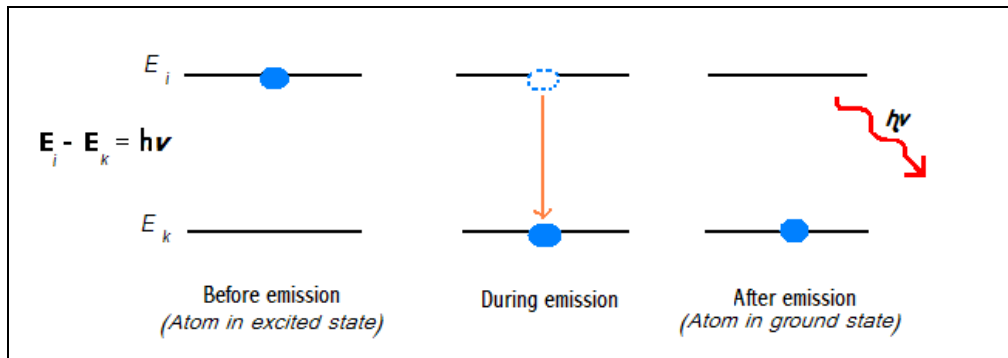 E i
hν
E i - E k = hν
E k
Before emission
(Atom in excited state)
During emission
After emission
(Atom in ground state)